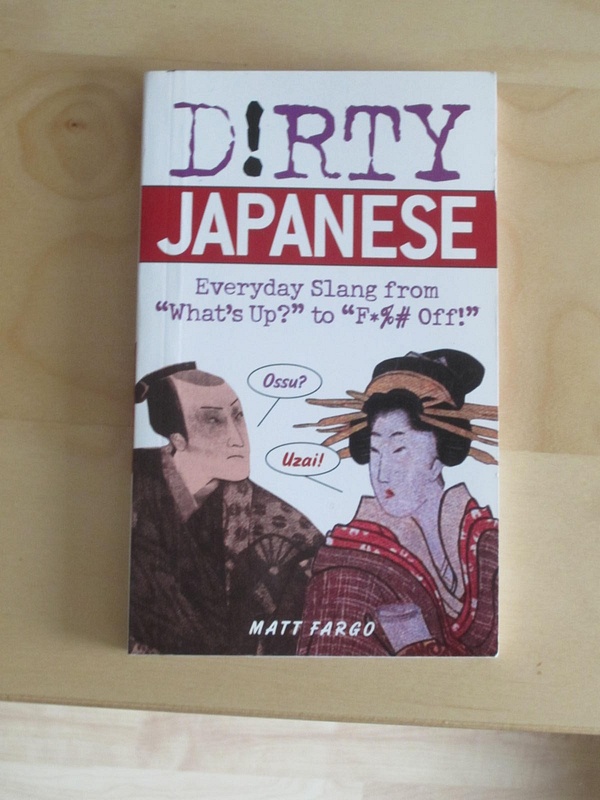 D!RTY
JAPANESE
Everyday Slang from
“What’s Up?” to “F*%# Off!”
Ossu?
Uzai!
MATT FARGO